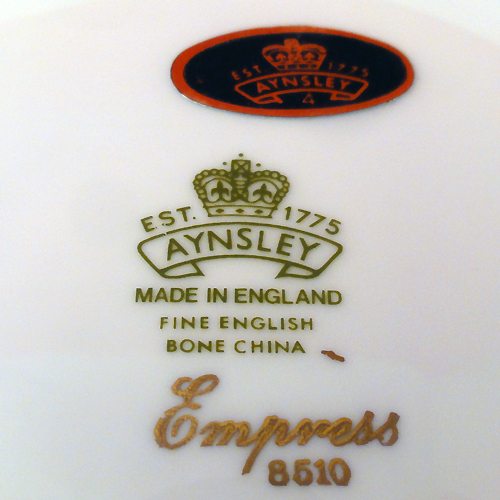 EST 1775
AYNSLEY
4
EST. 1775
AYNSLEY
MADE IN ENGLAND
FINE ENGLISH
BONE CHINA
Empress
8510